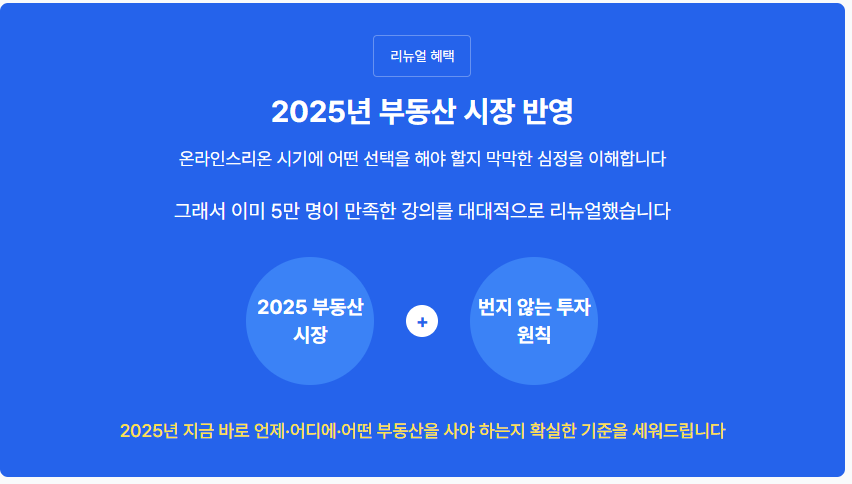 리뉴얼 혜택
2025년 부동산 시장 반영
온라인스리온 시기에 어떤 선택을 해야 할지 막막한 심정을 이해합니다
그래서 이미 5만 명이 만족한 강의를 대대적으로 리뉴얼했습니다
2025 부동산
시장
+
번지 않는 투자
원칙
2025년 지금 바로 언제·어디에·어떤 부동산을 사야 하는지 확실한 기준을 세워드립니다